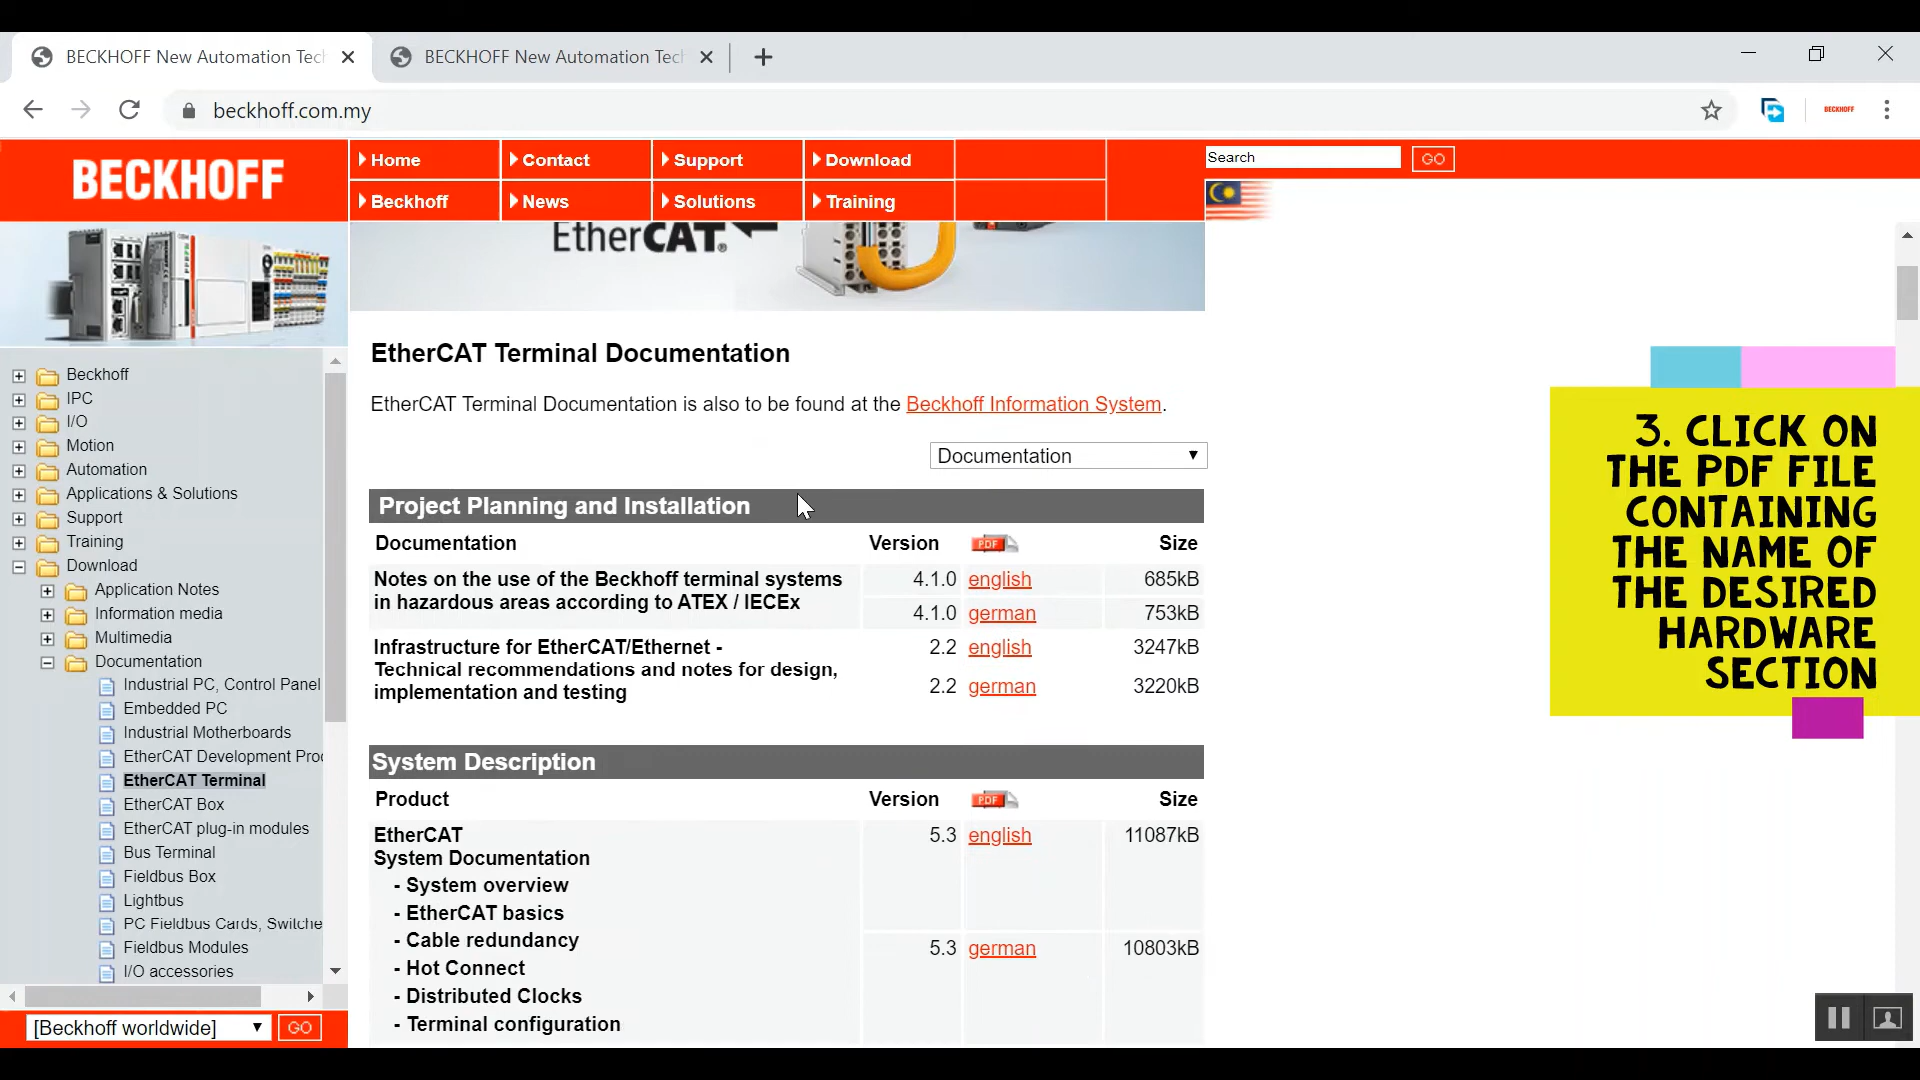 BECKHOFF New Automation Tech
BECKHOFF New Automation Tech
beckhoff.com.my
BECKHOFF
BECKHOFF
Home
Contact
Support
Download
Search
GO
Beckhoff
News
Solutions
Training
EtherCAT®
EtherCAT Terminal Documentation
EtherCAT Terminal Documentation is also to be found at the Beckhoff Information System.
Documentation
Project Planning and Installation
Documentation Version PDF Size
Notes on the use of the Beckhoff terminal systems
in hazardous areas according to ATEX / IECEx
4.1.0 english 685kB
4.1.0 german 753kB
Infrastructure for EtherCAT/Ethernet -
Technical recommendations and notes for design,
implementation and testing
2.2 english 3247kB
2.2 german 3220kB
System Description
Product Version PDF Size
EtherCAT
System Documentation
- System overview
- EtherCAT basics
- Cable redundancy
- Hot Connect
- Distributed Clocks
- Terminal configuration
5.3 english 11087kB
5.3 german 10803kB
Beckhoff
IPC
I/O
Motion
Automation
Applications & Solutions
Support
Training
Download
Application Notes
Information media
Multimedia
Documentation
Industrial PC, Control Panel
Embedded PC
Industrial Motherboards
EtherCAT Development Proc
EtherCAT Terminal
EtherCAT Box
EtherCAT plug-in modules
Bus Terminal
Fieldbus Box
Lightbus
PC Fieldbus Cards, Switche
Fieldbus Modules
I/O accessories
[Beckhoff worldwide]
GO
3. CLICK ON
THE PDF FILE
CONTAINING
THE NAME OF
THE DESIRED
HARDWARE
SECTION